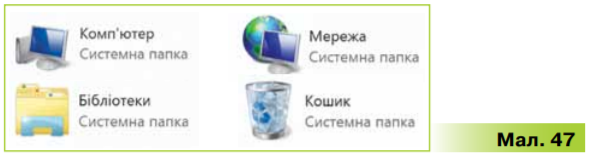 Комп'ютер
Системна папка
Мережа
Системна папка
Бібліотеки
Системна папка
Кошик
Системна папка
Мал. 47